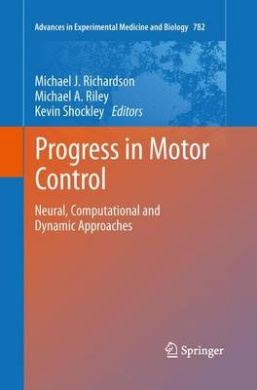 Advances in Experimental Medicine and Biology 782
Michael J. Richardson
Michael A. Riley
Kevin Shockley Editors
Progress in Motor
Control
Neural, Computational and
Dynamic Approaches
Springer